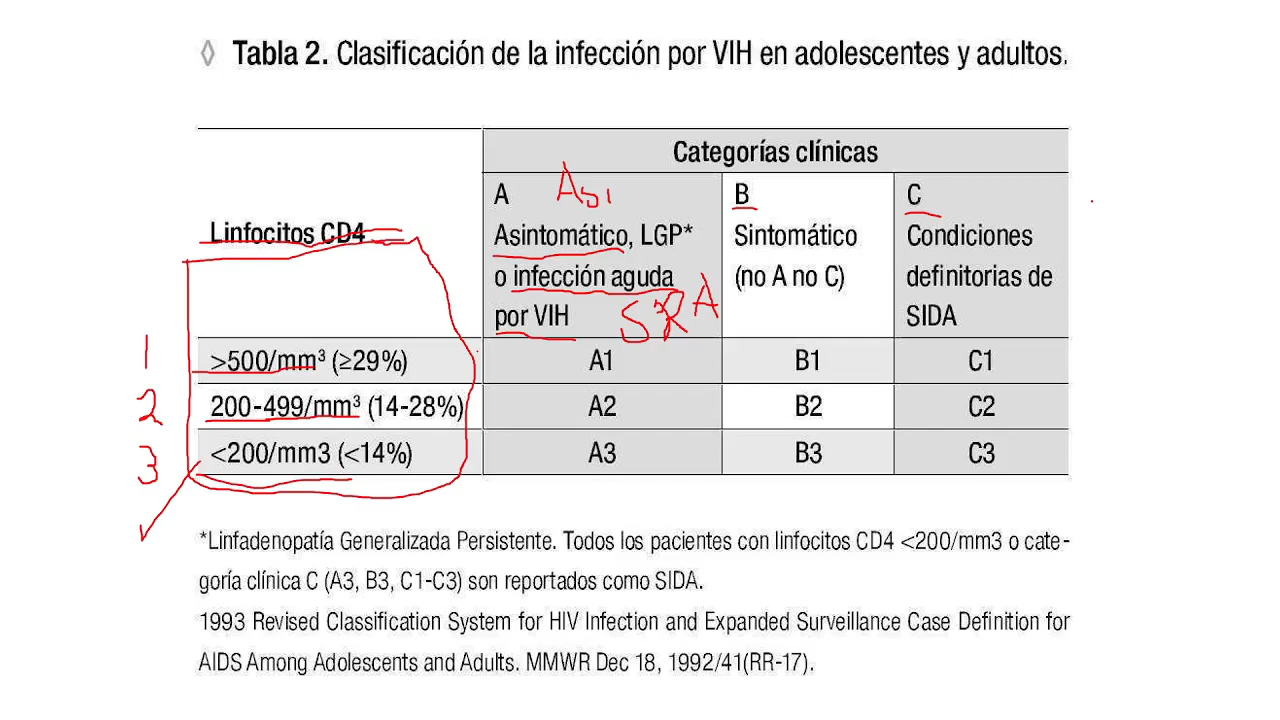 ◊ Tabla 2. Clasificación de la infección por VIH en adolescentes y adultos.
Categorías clínicas
Linfocitos CD4
A Asi
Asintomático, LGP*
o infección aguda
por VIH SRA
B
Sintomático
(no A no C)
C
Condiciones
definitorias de
SIDA
1 >500/mm³ (≥29%) A1 B1 C1
2 200-499/mm³ (14-28%) A2 B2 C2
3 <200/mm3 (<14%) A3 B3 C3
*Linfadenopatía Generalizada Persistente. Todos los pacientes con linfocitos CD4 <200/mm3 o cate-
goría clínica C (A3, B3, C1-C3) son reportados como SIDA.
1993 Revised Classification System for HIV Infection and Expanded Surveillance Case Definition for
AIDS Among Adolescents and Adults. MMWR Dec 18, 1992/41(RR-17).